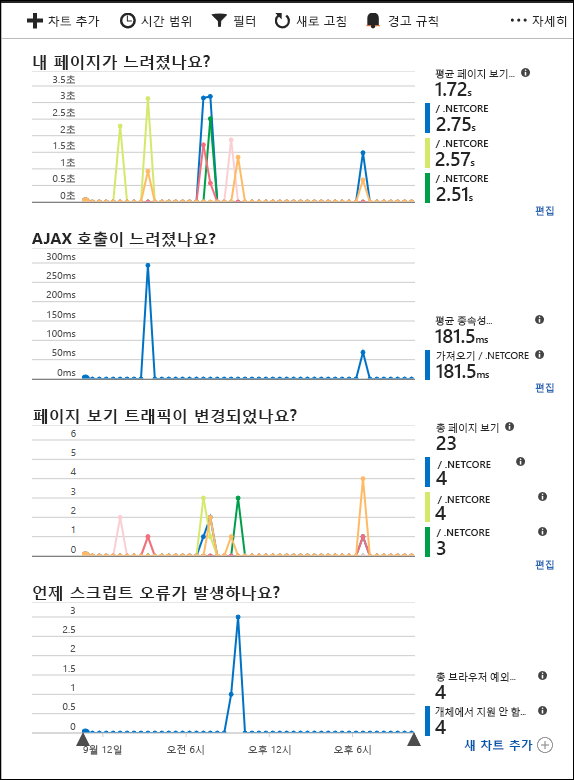 차트 추가 시간 범위 필터 새로 고침 경고 규칙 자세히
내 페이지가 느려졌나요?
3.5초
3초
2.5초
2초
1.5초
1초
0.5초
0초
평균 페이지 보기...
1.72s
/ .NETCORE
2.75s
/ .NETCORE
2.57s
/ .NETCORE
2.51s
편집
AJAX 호출이 느려졌나요?
300ms
250ms
200ms
150ms
100ms
50ms
0ms
평균 종속성...
181.5ms
가져오기 / .NETCORE
181.5ms
편집
페이지 보기 트래픽이 변경되었나요?
6
5
4
3
2
1
0
총 페이지 보기
23
/ .NETCORE
4
/ .NETCORE
4
/ .NETCORE
3
편집
언제 스크립트 오류가 발생하나요?
3
2.5
2
1.5
1
0.5
0
9월 12일 오전 6시 오후 12시 오후 6시
총 브라우저 예외...
4
개체에서 지원 안 함...
4
새 차트 추가